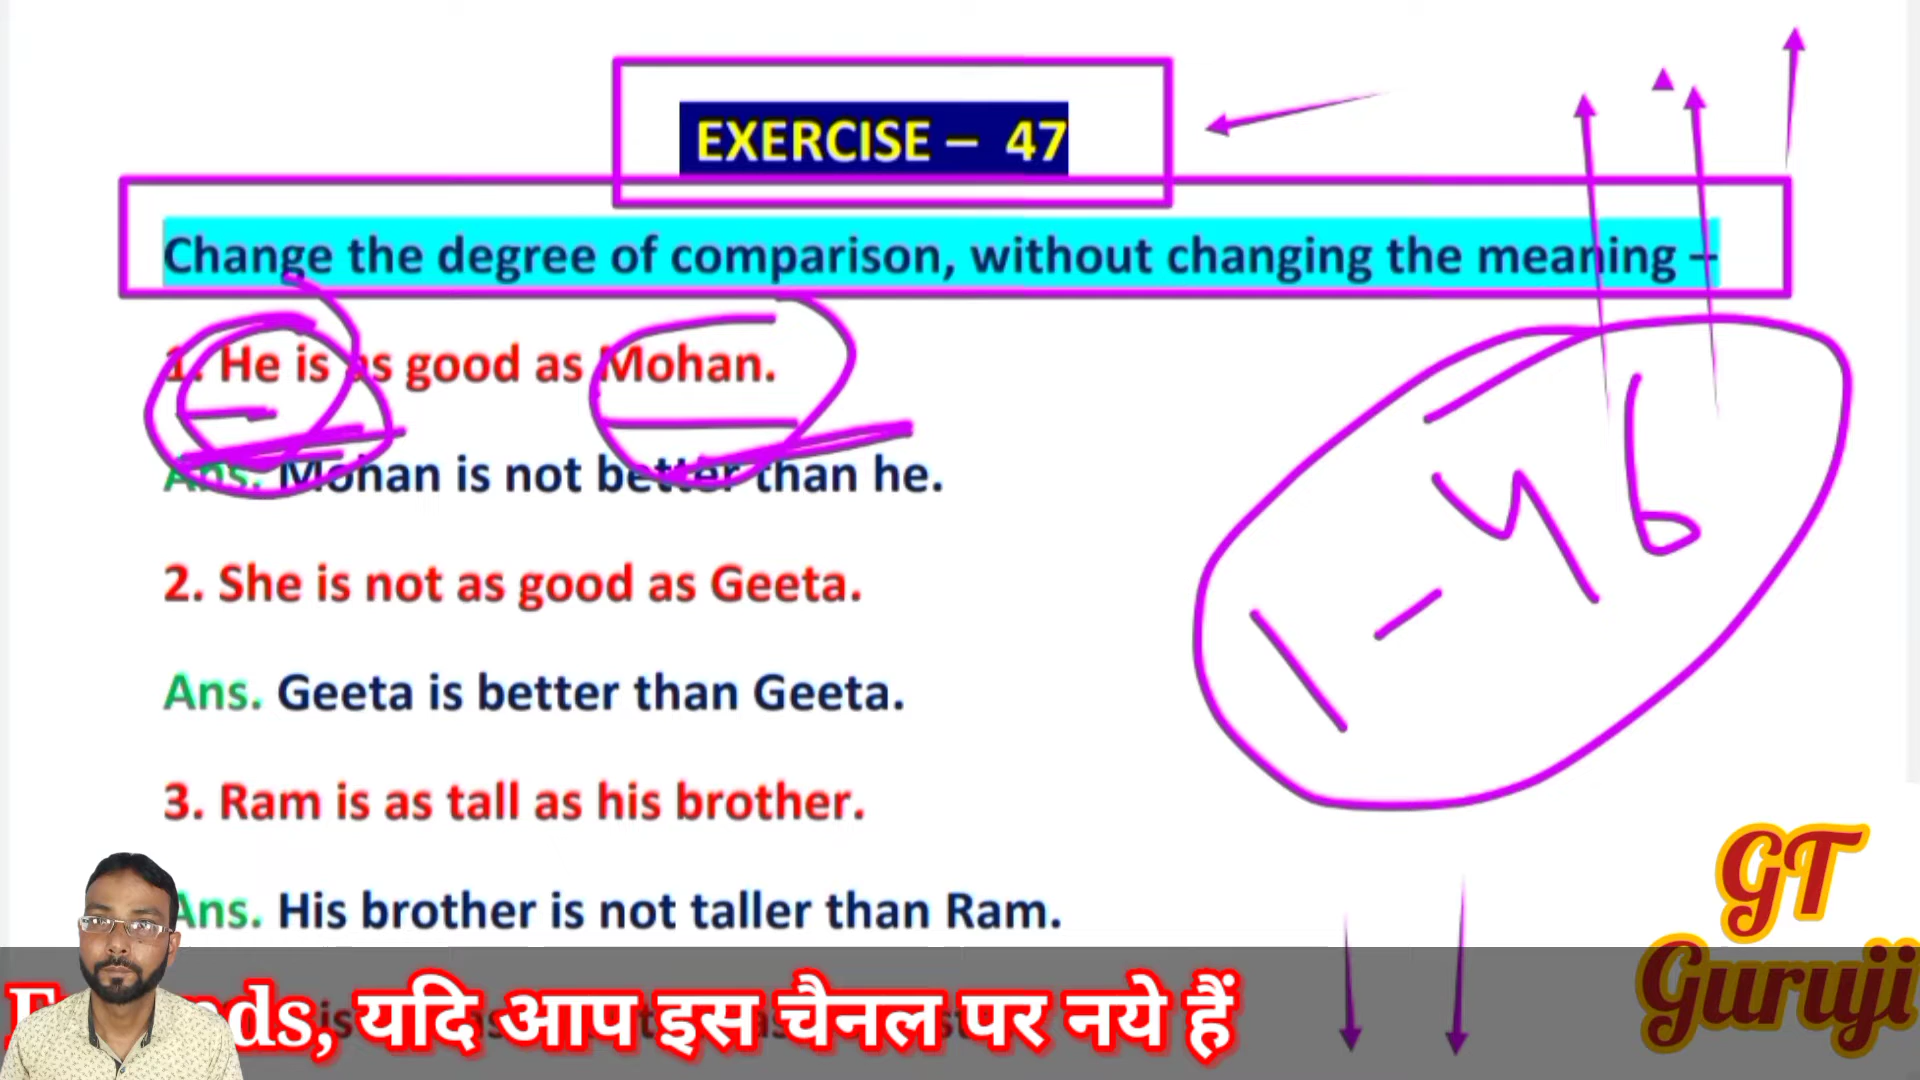 EXERCISE – 47
Change the degree of comparison, without changing the meaning –
1. He is as good as Mohan.
Ans. Mohan is not better than he.
2. She is not as good as Geeta.
Ans. Geeta is better than Geeta.
3. Ram is as tall as his brother.
Ans. His brother is not taller than Ram.
1 - 46
GT
Guruji
यदि आप इस चैनल पर नये हैं